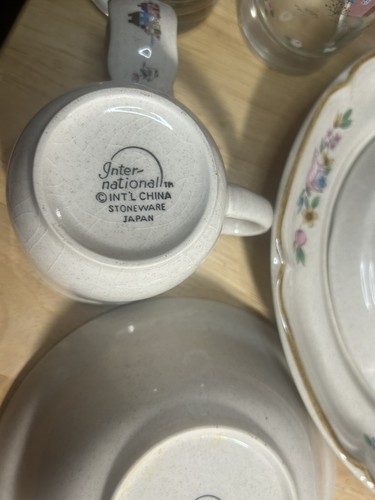 Inter-
national™
© INT'L CHINA
STONEWARE
JAPAN